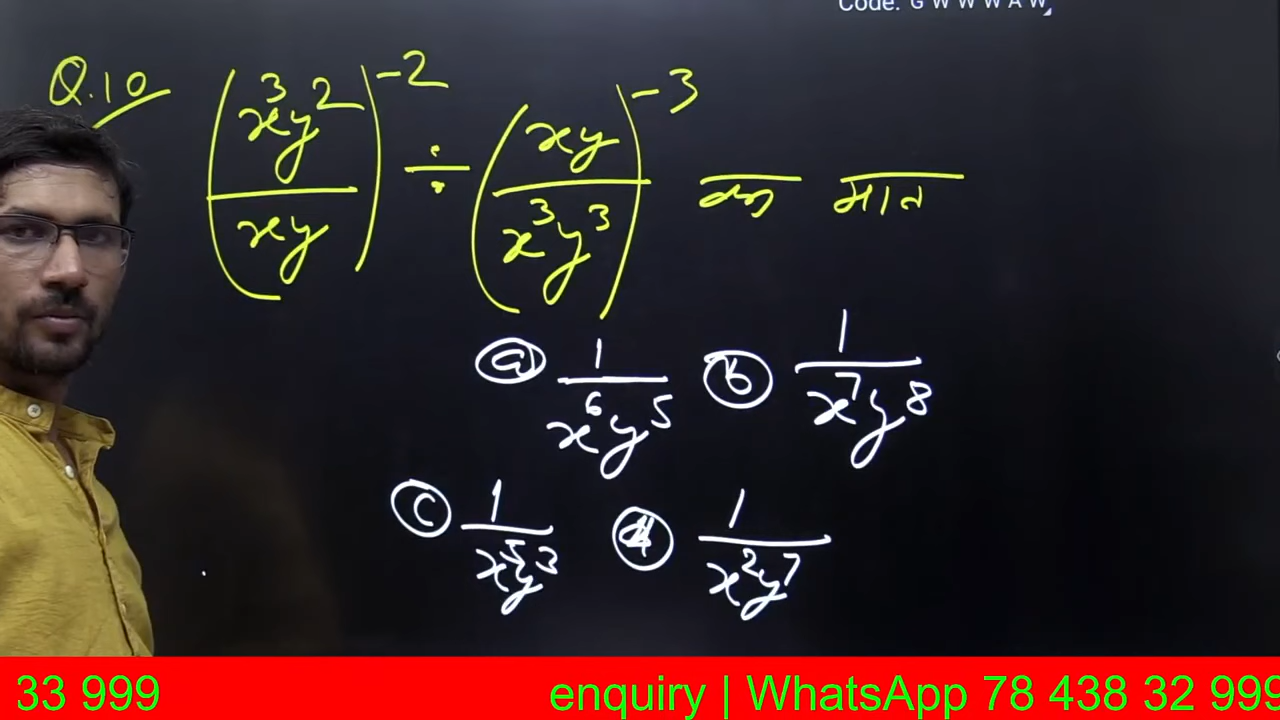 Code: G W W W A W
Q.10 (x³y²/xy)⁻² ÷ (xy/x³y³)⁻³ का मान
(a) 1/x⁶y⁵ (b) 1/x⁷y⁸
(c) 1/x⁵y³ (d) 1/x²y⁷
33 999 enquiry | WhatsApp 78 438 32 999